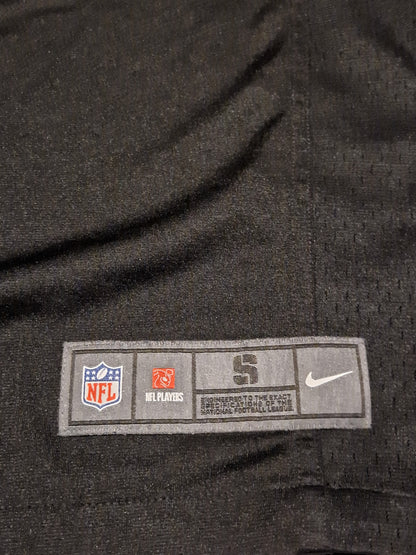 NFL
NFL PLAYERS
S
ENGINEERED TO THE EXACT
SPECIFICATIONS OF THE
NATIONAL FOOTBALL LEAGUE.